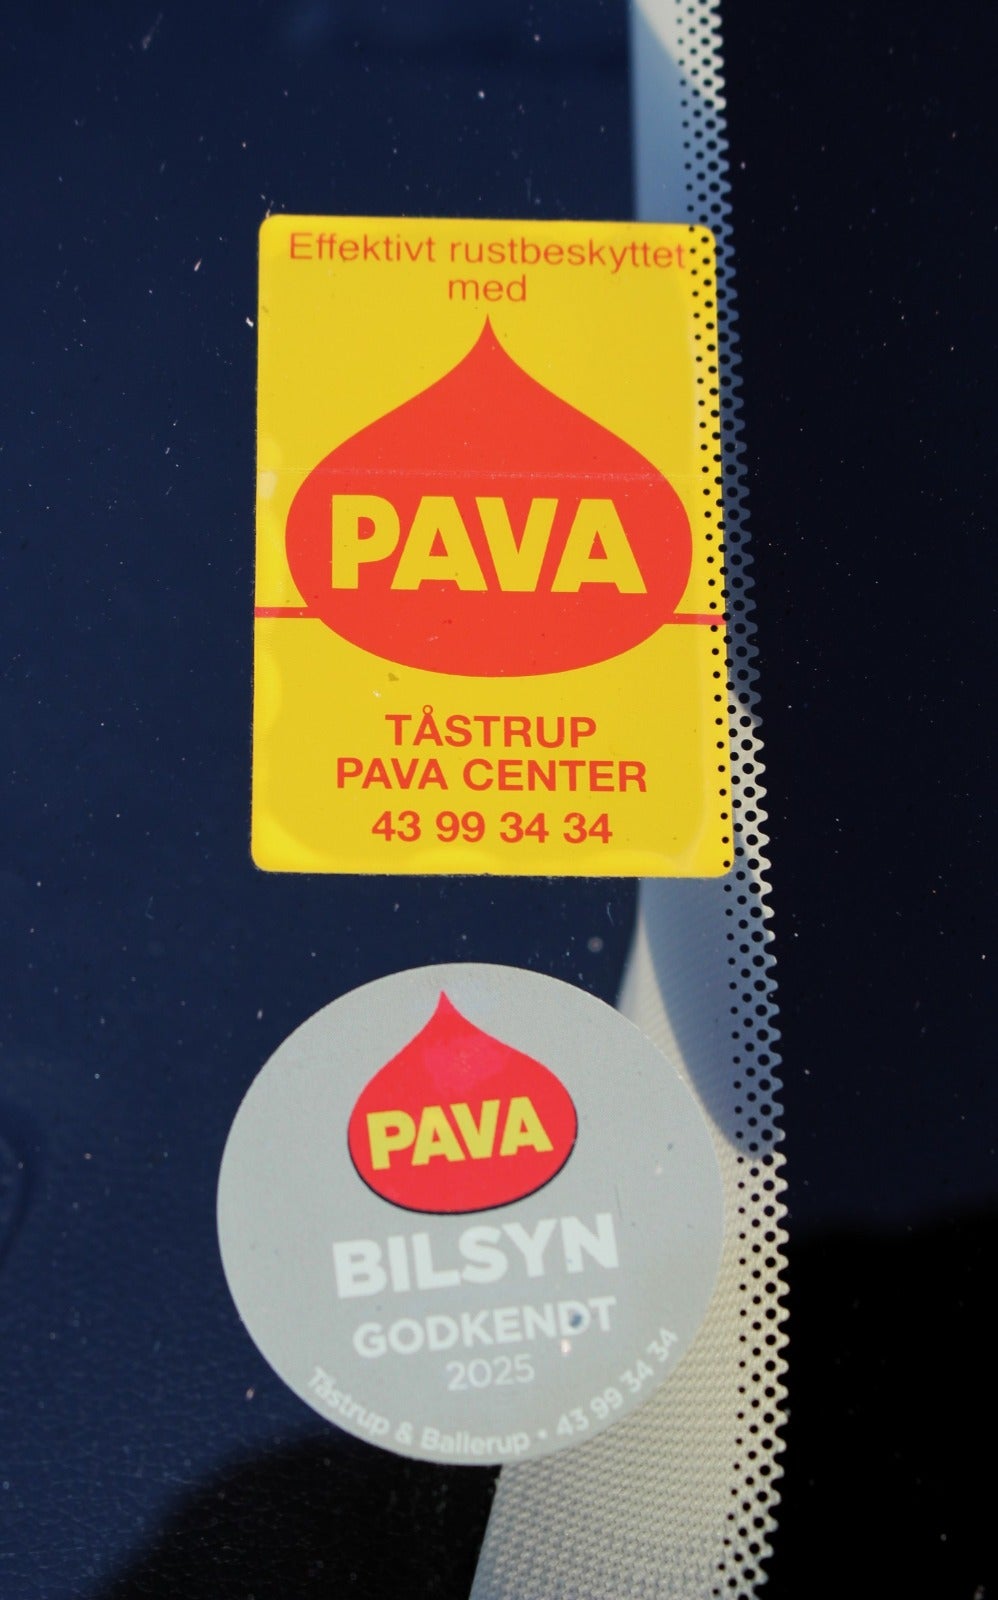 Effektivt rustbeskyttet
med
PAVA
TÅSTRUP
PAVA CENTER
43 99 34 34
PAVA
BILSYN
GODKENDT
2025
Tåstrup & Ballerup • 43 99 34 34